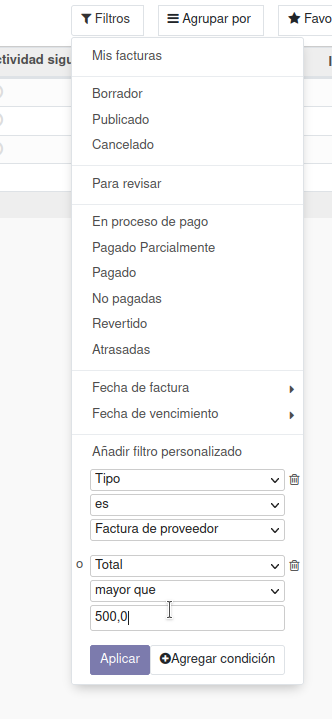 Filtros
Agrupar por
Favo
ctividad sigu
Mis facturas
Borrador
Publicado
Cancelado
Para revisar
En proceso de pago
Pagado Parcialmente
Pagado
No pagadas
Revertido
Atrasadas
Fecha de factura
Fecha de vencimiento
Añadir filtro personalizado
Tipo
es
Factura de proveedor
o Total
mayor que
500,0
Aplicar
Agregar condición